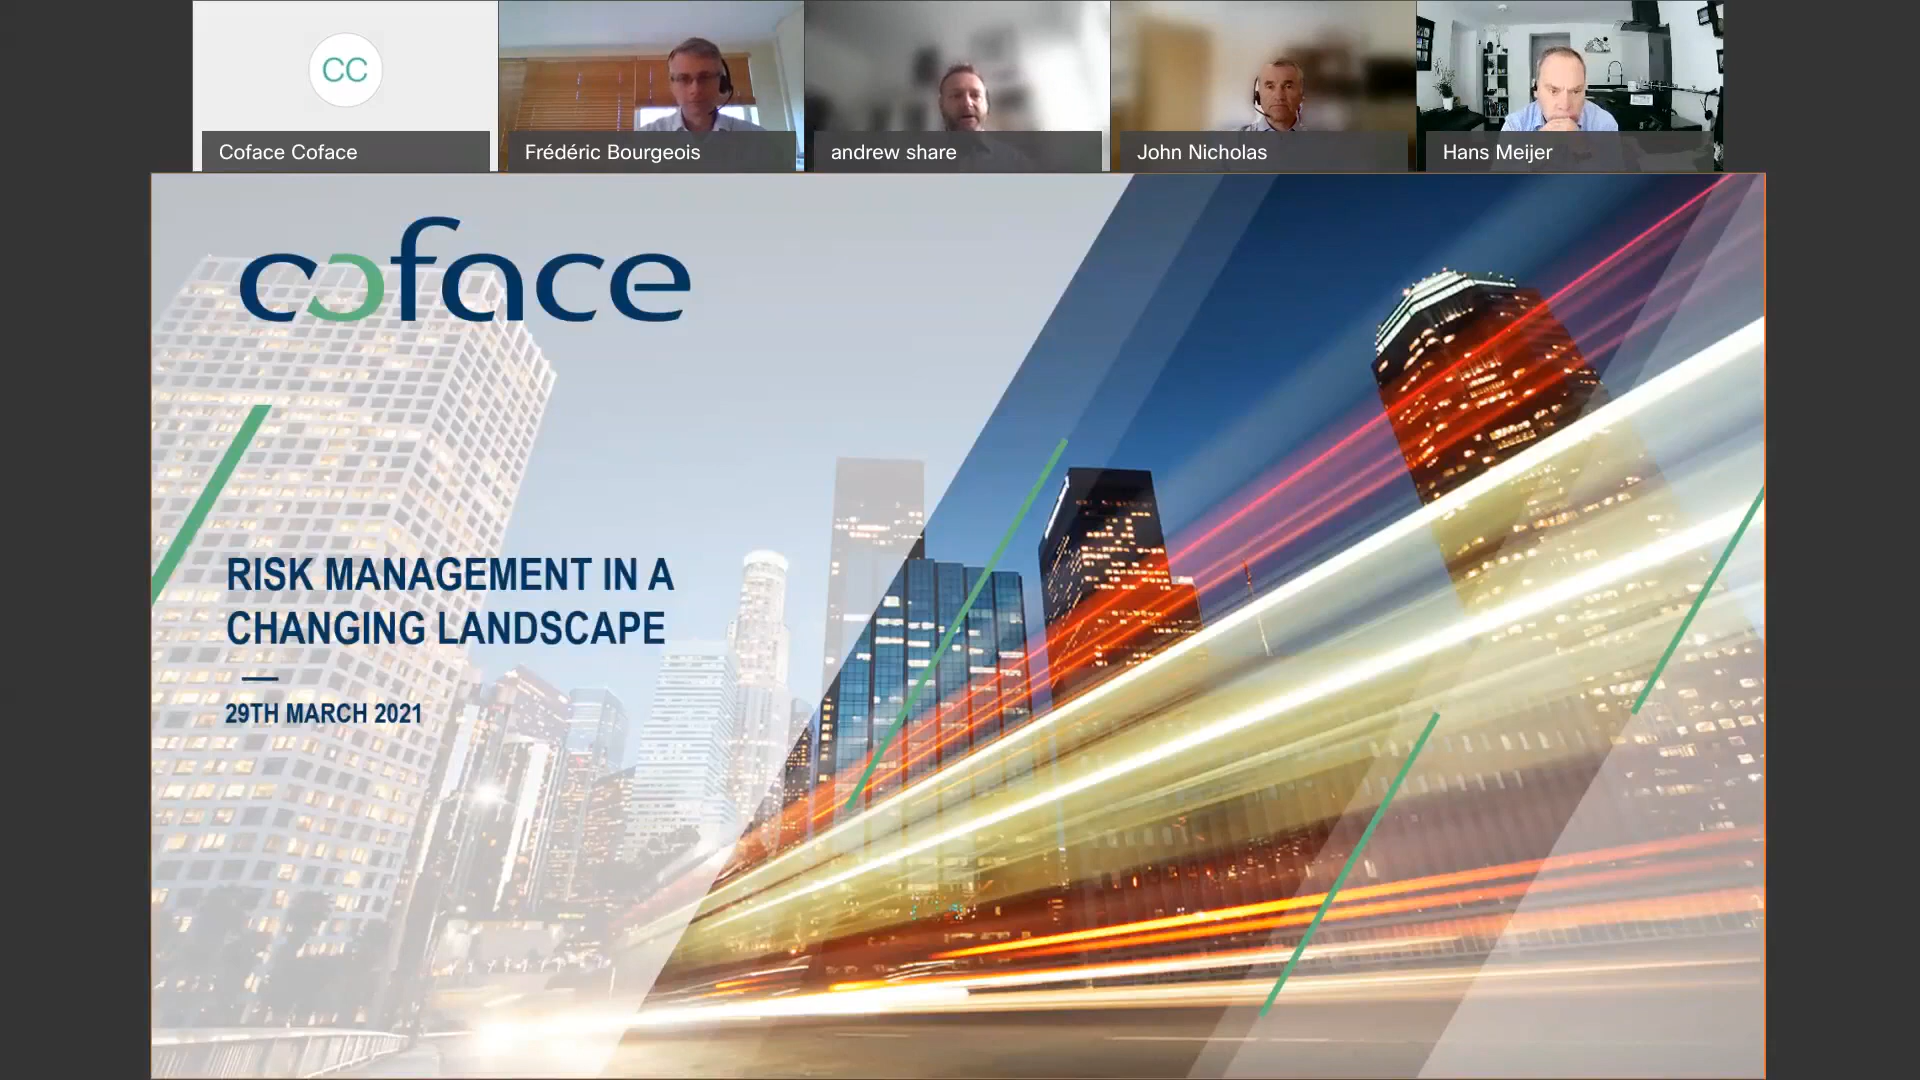 CC
Coface Coface
Frédéric Bourgeois
andrew share
John Nicholas
Hans Meijer
coface
RISK MANAGEMENT IN A
CHANGING LANDSCAPE
29TH MARCH 2021